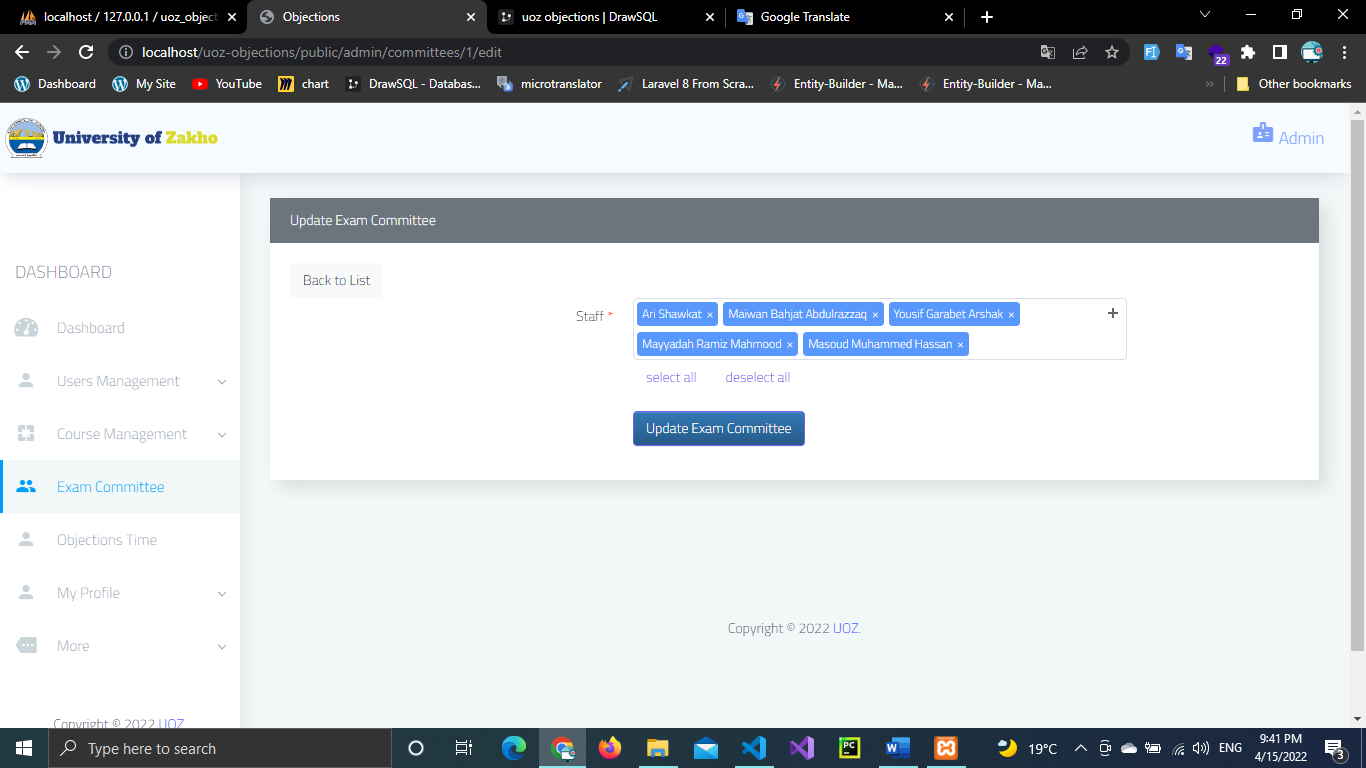 localhost / 127.0.0.1 / uoz_object
Objections
uoz objections | DrawSQL
Google Translate
localhost/uoz-objections/public/admin/committees/1/edit
22
Dashboard
My Site
YouTube
chart
DrawSQL - Databas...
microtranslator
Laravel 8 From Scra...
Entity-Builder - Ma...
Entity-Builder - Ma...
»
Other bookmarks
University of Zakho
Admin
Update Exam Committee
DASHBOARD
Back to List
Staff *
Ari Shawkat ×
Maiwan Bahjat Abdulrazzaq ×
Yousif Garabet Arshak ×
Mayyadah Ramiz Mahmood ×
Masoud Muhammed Hassan ×
select all
deselect all
Update Exam Committee
Dashboard
Users Management
Course Management
Exam Committee
Objections Time
My Profile
More
Copyright © 2022 UOZ.
Copyright © 2022 UOZ
Type here to search
PC
W
19°C
ENG
9:41 PM
4/15/2022
3